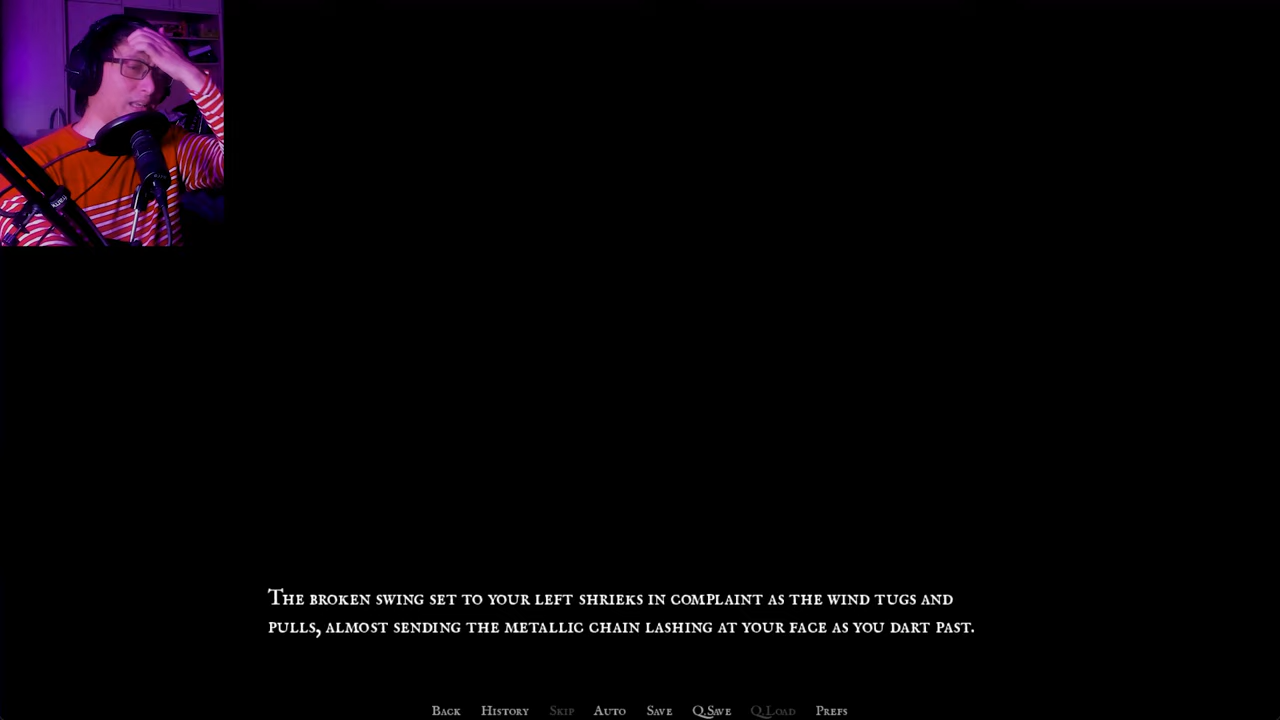 The broken swing set to your left shrieks in complaint as the wind tugs and
pulls, almost sending the metallic chain lashing at your face as you dart past.
Back History Skip Auto Save Q.Save Q.Load Prefs